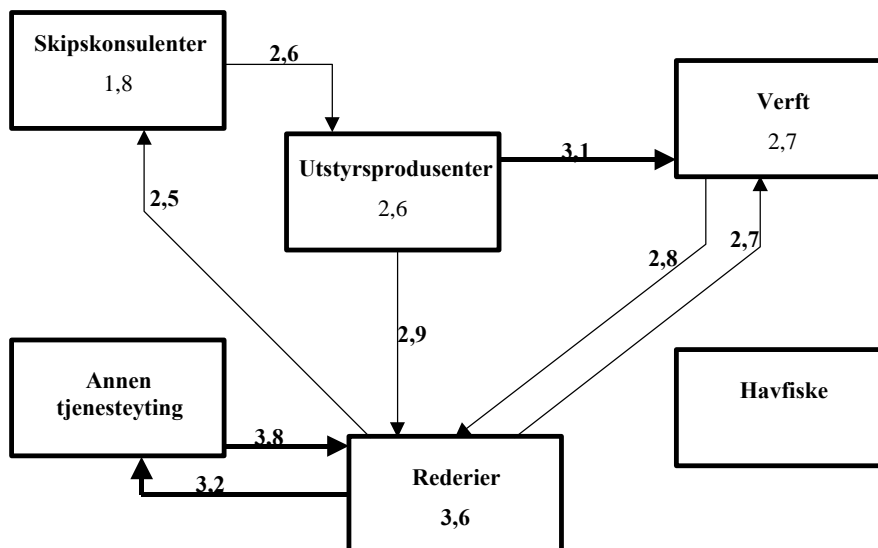 Skipskonsulenter
1,8
2,6
Verft
2,7
Utstyrsprodusenter
2,6
3,1
2,5
2,8
2,7
2,9
Annen
tjenesteyting
Havfiske
3,8
3,2
Rederier
3,6